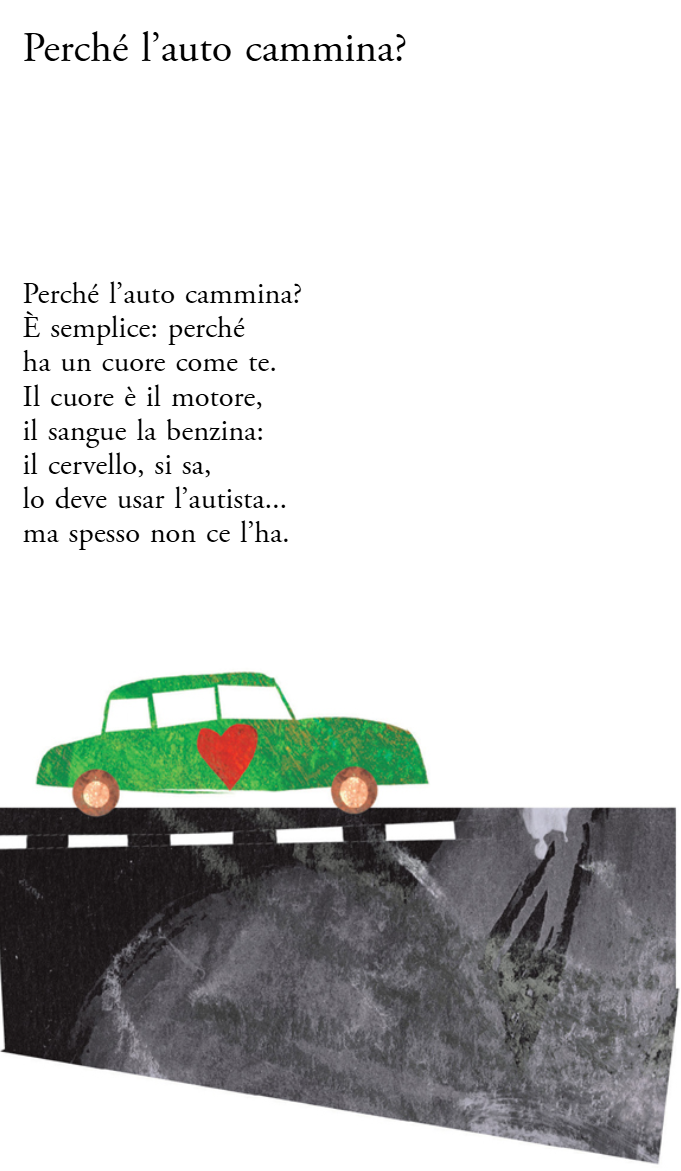 Perché l’auto cammina?
Perché l’auto cammina?
È semplice: perché
ha un cuore come te.
Il cuore è il motore,
il sangue la benzina:
il cervello, si sa,
lo deve usar l’autista...
ma spesso non ce l’ha.